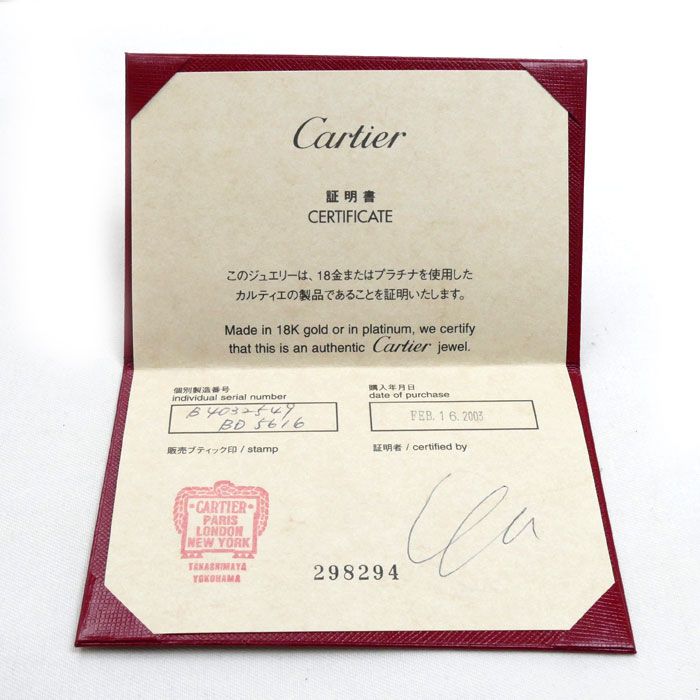 Cartier
証明書
CERTIFICATE
このジュエリーは、18金またはプラチナを使用した
カルティエの製品であることを証明いたします。
Made in 18K gold or in platinum, we certify
that this is an authentic Cartier jewel.
個別製造番号
individual serial number
B4032549
BD5616
購入年月日
date of purchase
FEB. 16.2003
販売ブティック印 / stamp
証明者 / certified by
CARTIER
PARIS
LONDON
NEW YORK
TAKASHIMAYA
YOKOHAMA
298294